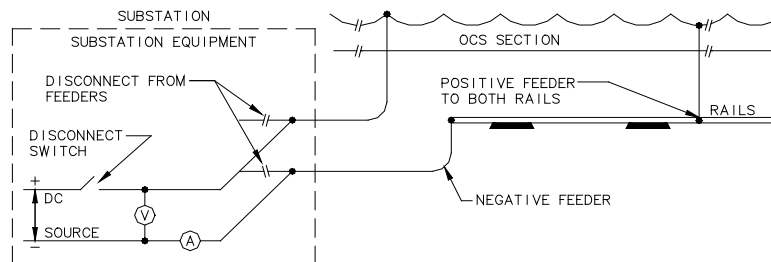 SUBSTATION
SUBSTATION EQUIPMENT
OCS SECTION
DISCONNECT FROM
FEEDERS
POSITIVE FEEDER
TO BOTH RAILS
RAILS
DISCONNECT
SWITCH
+
DC
V
NEGATIVE FEEDER
SOURCE
A
−